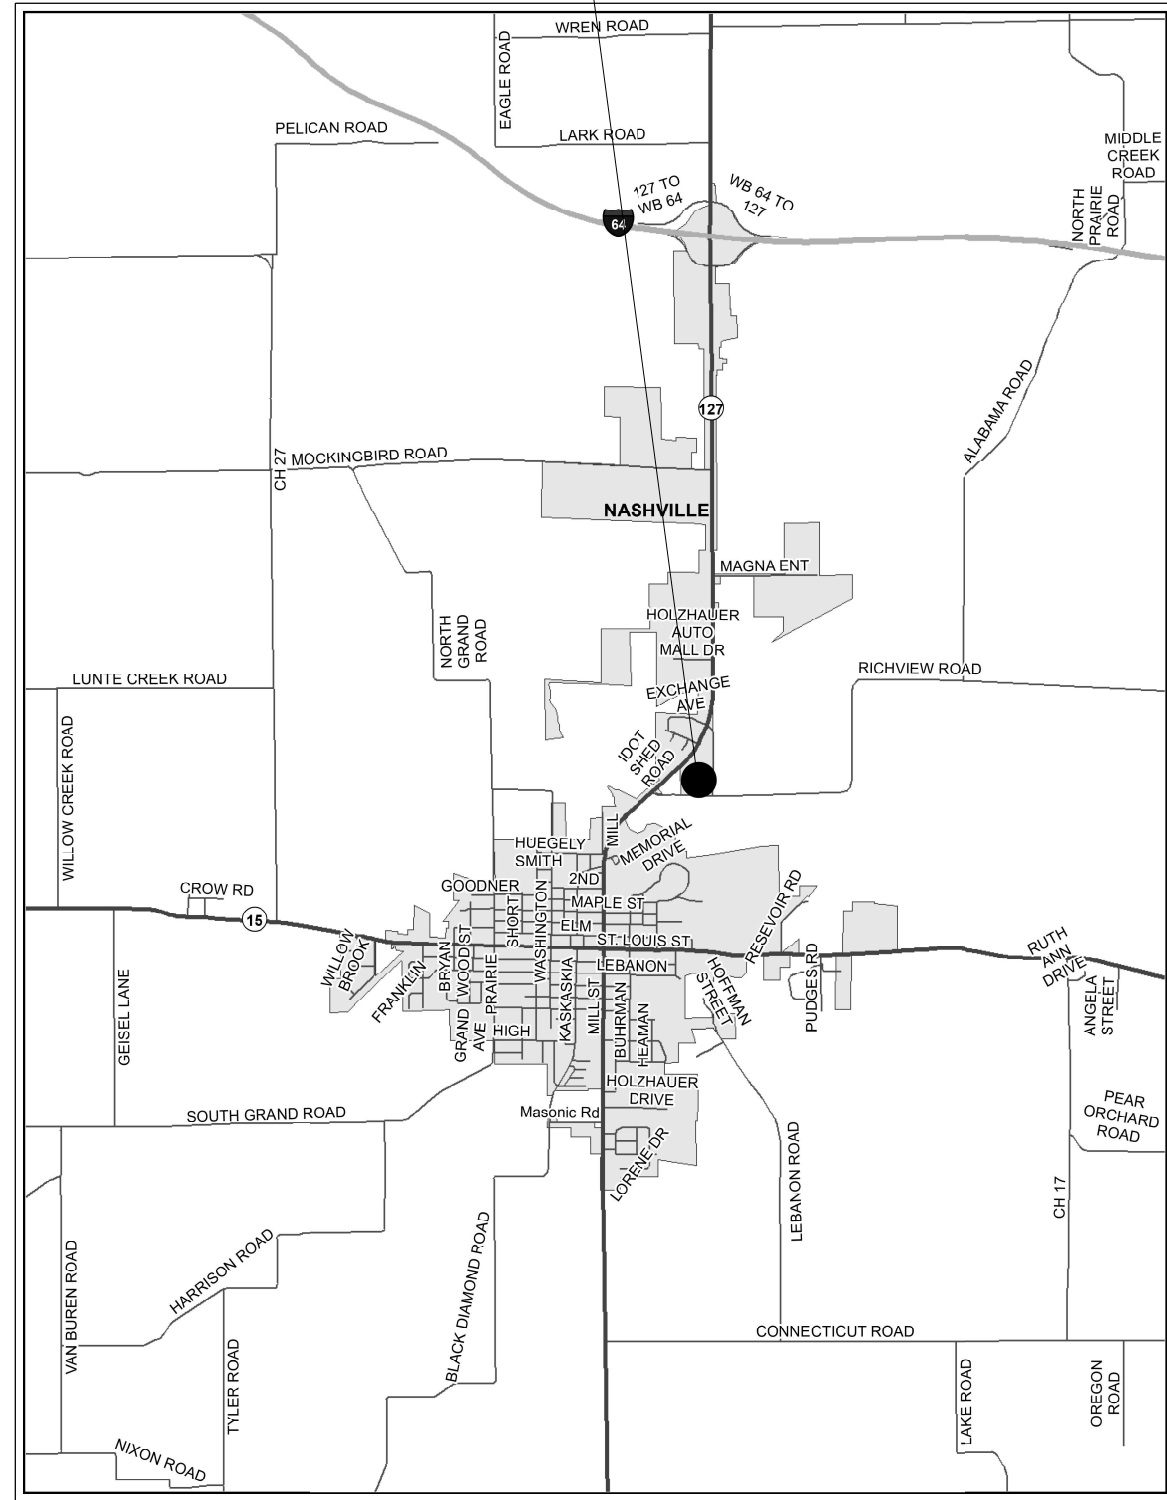 WREN ROAD
EAGLE ROAD
PELICAN ROAD
LARK ROAD
MIDDLE
CREEK
ROAD
127 TO
WB 64
WB 64 TO
127
64
NORTH
PRAIRIE
ROAD
127
ALABAMA ROAD
CH 27
MOCKINGBIRD ROAD
NASHVILLE
MAGNA ENT
HOLZHAUER
AUTO
MALL DR
NORTH
GRAND
ROAD
RICHVIEW ROAD
LUNTE CREEK ROAD
EXCHANGE
AVE
IDOT
SHED
ROAD
WILLOW CREEK ROAD
MILL
MEMORIAL
DRIVE
HUEGELY
SMITH
2ND
GOODNER
CROW RD
MAPLE ST
RESEVOIR RD
15
SHORT
WASHINGTON
ELM
ST. LOUIS ST
WILLOW
BROOK
FRANKLIN
BRYAN
WOOD ST
PRAIRIE
LEBANON
HOFFMAN
STREET
PUDGES RD
RUTH
ANN
DRIVE
ANGELA
STREET
GEISEL LANE
GRAND
AVE
HIGH
KASKASKIA
MILL ST
BUHRMAN
HEAMAN
HOLZHAUER
DRIVE
SOUTH GRAND ROAD
Masonic Rd
PEAR
ORCHARD
ROAD
LORENE DR
LEBANON ROAD
CH 17
VAN BUREN ROAD
HARRISON ROAD
BLACK DIAMOND ROAD
CONNECTICUT ROAD
TYLER ROAD
LAKE ROAD
OREGON
ROAD
NIXON ROAD